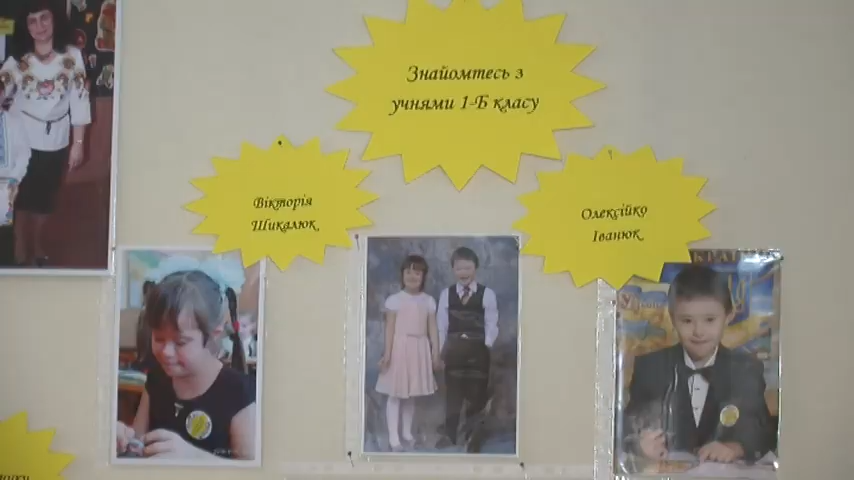 Знайомтесь з
учнями 1-Б класу
Вікторія
Шикалюк
Олексійко
Іванюк